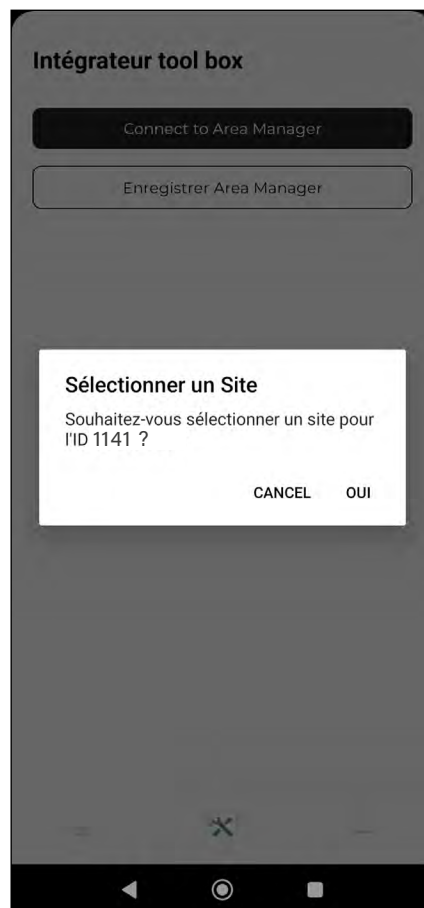 Intégrateur tool box
Connect to Area Manager
Enregistrer Area Manager
Sélectionner un Site
Souhaitez-vous sélectionner un site pour
l'ID 1141 ?
CANCEL OUI